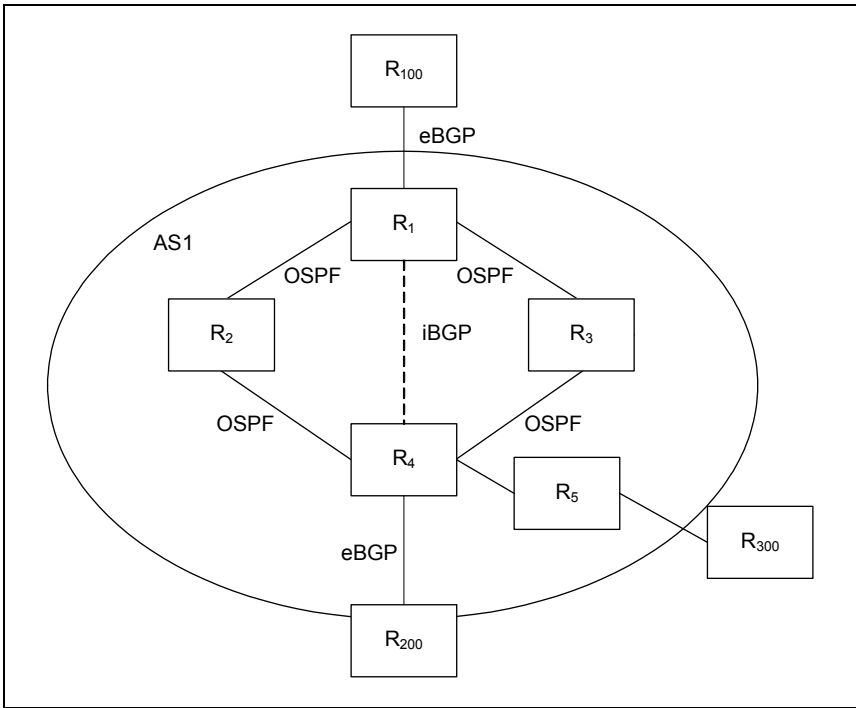 R100
eBGP
R1
AS1
OSPF
OSPF
R2
iBGP
R3
OSPF
OSPF
R4
R5
R300
eBGP
R200